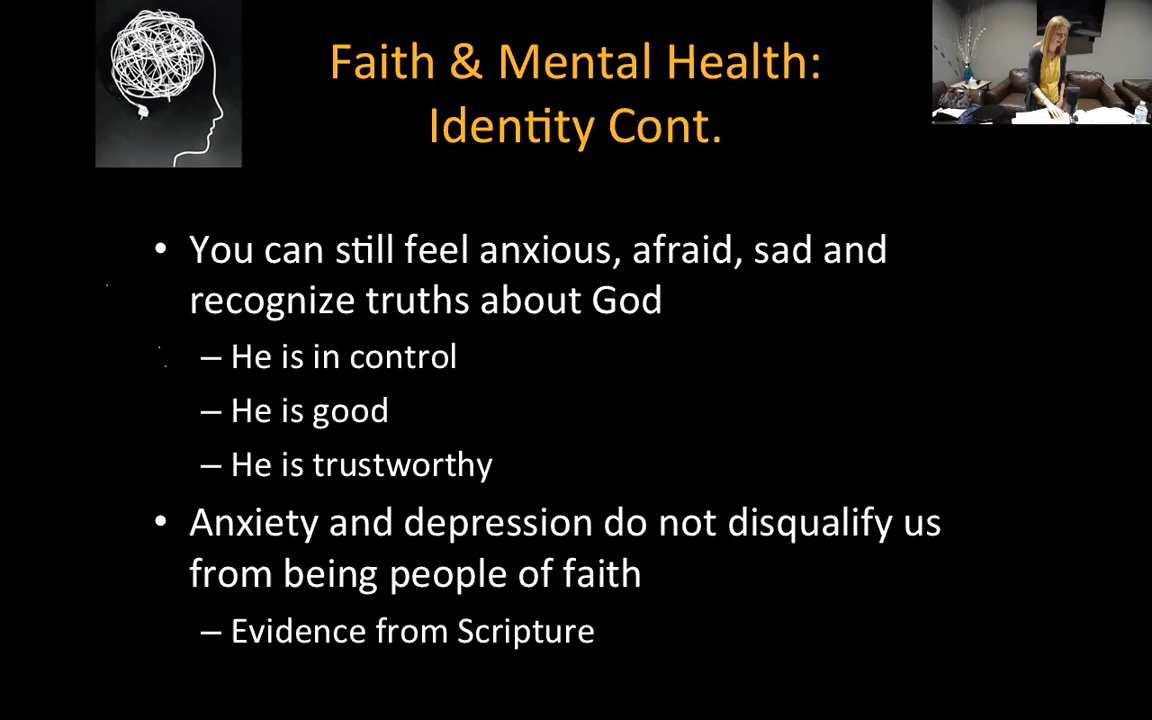 Faith & Mental Health:
Identity Cont.
• You can still feel anxious, afraid, sad and
recognize truths about God
– He is in control
– He is good
– He is trustworthy
• Anxiety and depression do not disqualify us
from being people of faith
– Evidence from Scripture